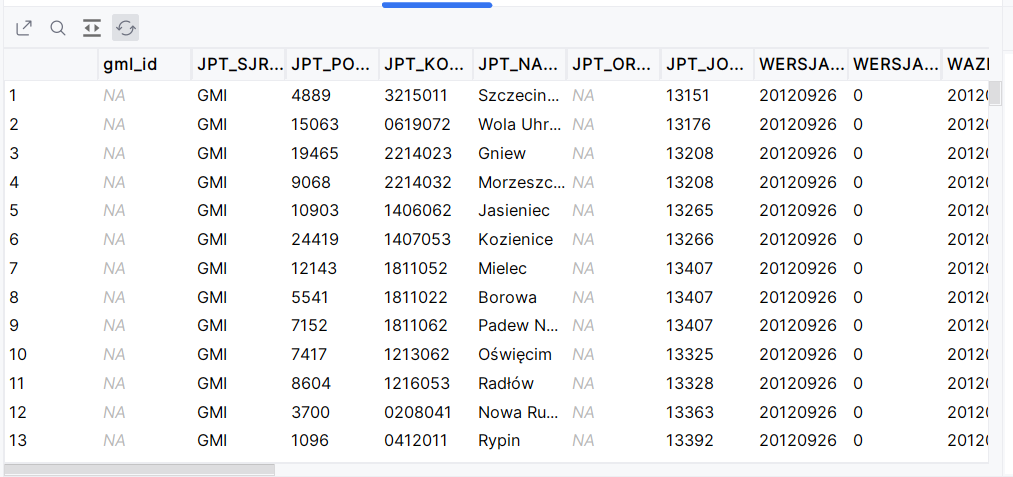 gml_id JPT_SJR... JPT_PO... JPT_KO... JPT_NA... JPT_OR... JPT_JO... WERSJA... WERSJA...
1 NA GMI 4889 3215011 Szczecin... NA 13151 20120926 0 2012
2 NA GMI 15063 0619072 Wola Uhr... NA 13176 20120926 0 2012
3 NA GMI 19465 2214023 Gniew NA 13208 20120926 0 2012
4 NA GMI 9068 2214032 Morzeszc... NA 13208 20120926 0 2012
5 NA GMI 10903 1406062 Jasieniec NA 13265 20120926 0 2012
6 NA GMI 24419 1407053 Kozienice NA 13266 20120926 0 2012
7 NA GMI 12143 1811052 Mielec NA 13407 20120926 0 2012
8 NA GMI 5541 1811022 Borowa NA 13407 20120926 0 2012
9 NA GMI 7152 1811062 Padew N... NA 13407 20120926 0 2012
10 NA GMI 7417 1213062 Oświęcim NA 13325 20120926 0 2012
11 NA GMI 8604 1216053 Radłów NA 13328 20120926 0 2012
12 NA GMI 3700 0208041 Nowa Ru... NA 13363 20120926 0 2012
13 NA GMI 1096 0412011 Rypin NA 13392 20120926 0 2012